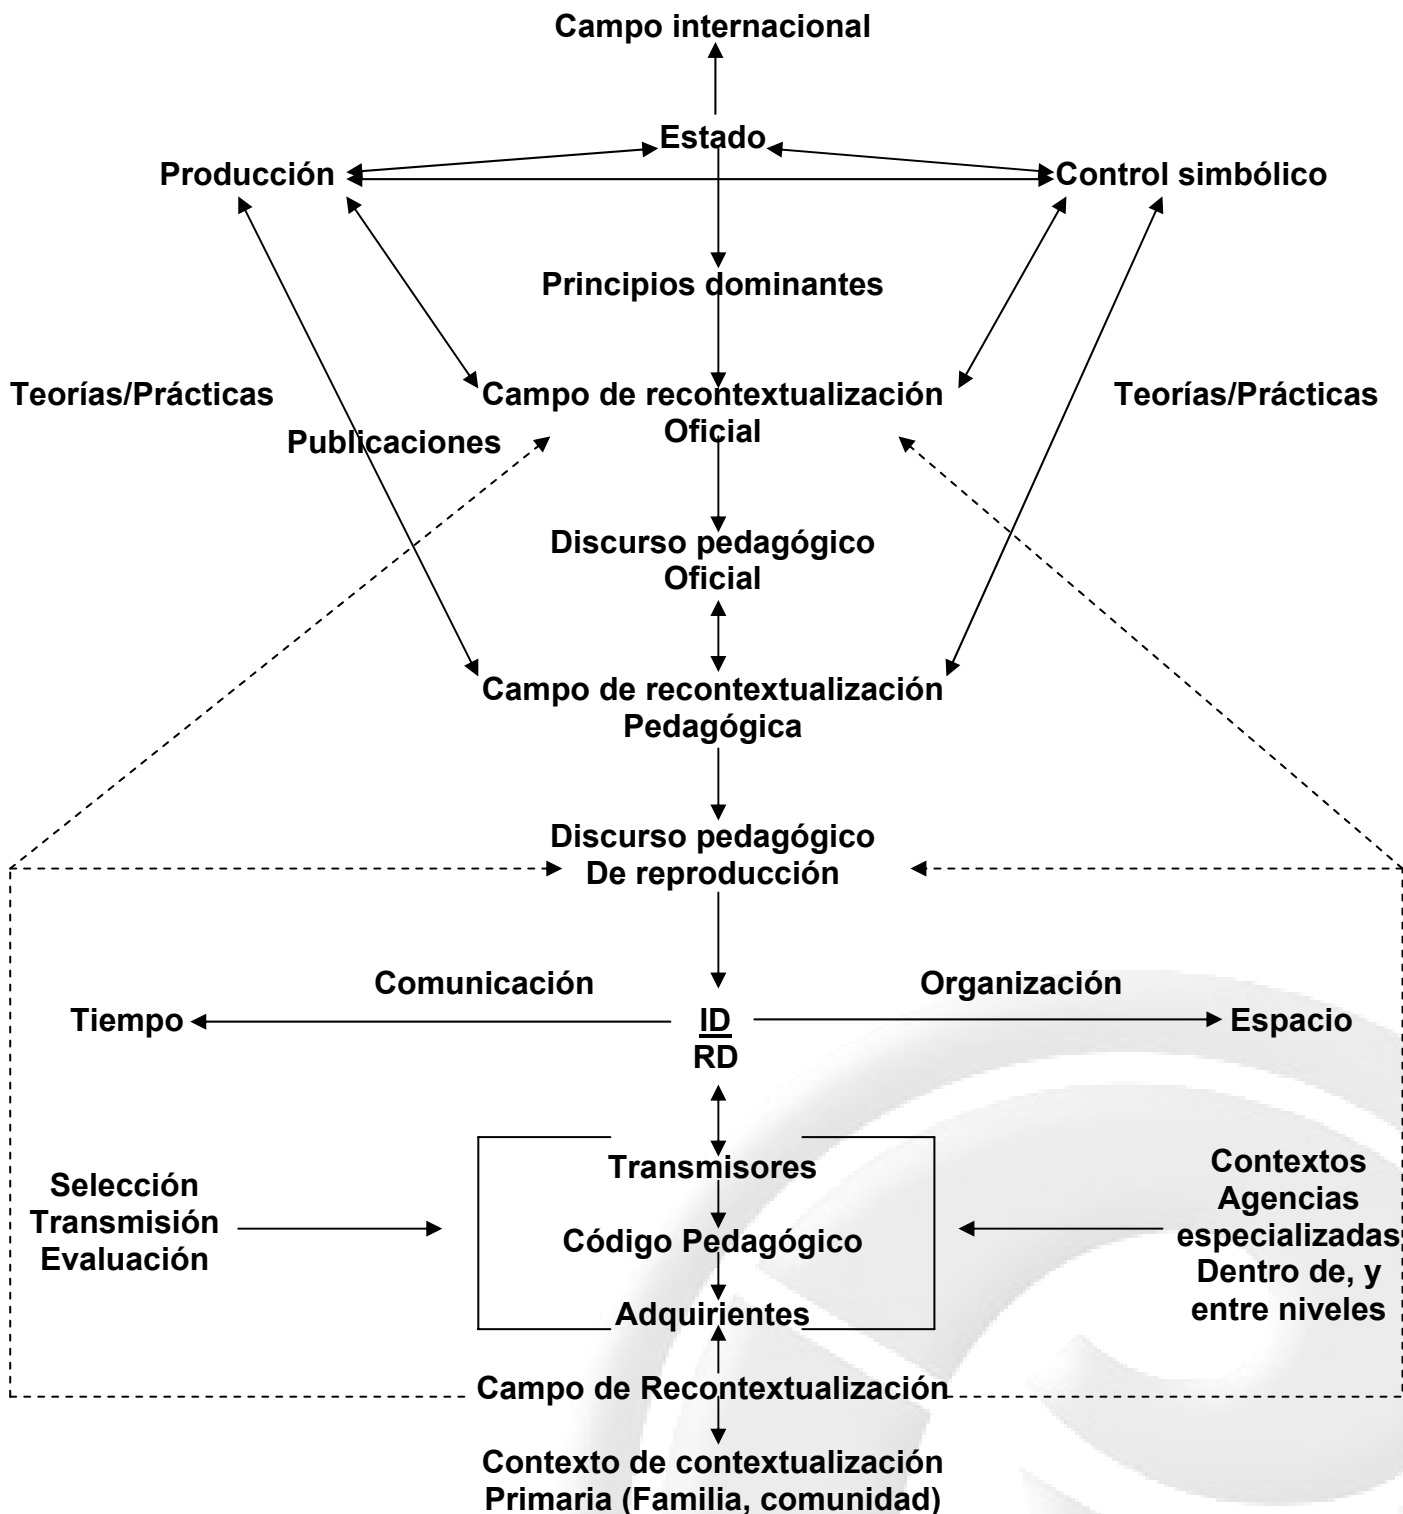 Campo internacional
Estado
Producción
Control simbólico
Principios dominantes
Teorías/Prácticas
Campo de recontextualización
Oficial
Teorías/Prácticas
Publicaciones
Discurso pedagógico
Oficial
Campo de recontextualización
Pedagógica
Discurso pedagógico
De reproducción
Comunicación
Organización
Tiempo
ID
RD
Espacio
Transmisores
Selección
Transmisión
Evaluación
Código Pedagógico
Contextos
Agencias
especializadas
Dentro de, y
entre niveles
Adquirientes
Campo de Recontextualización
Contexto de contextualización
Primaria (Familia, comunidad)